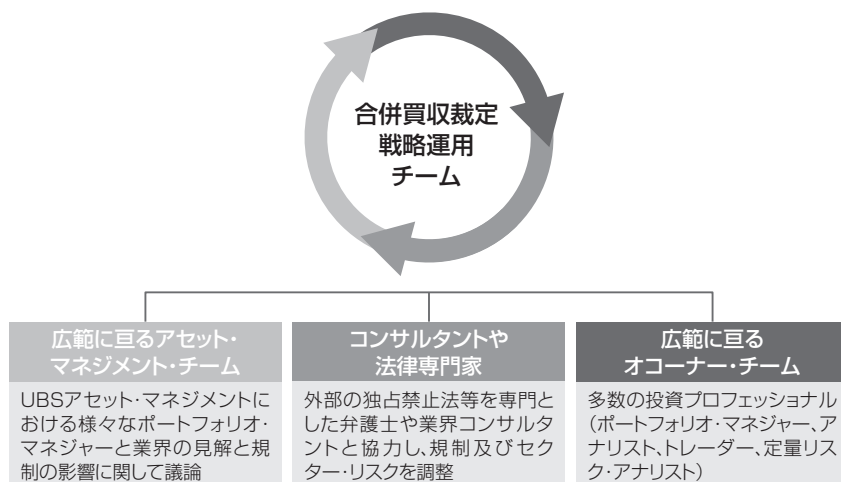 合併買収裁定
戦略運用
チーム
広範に亘るアセット・
マネジメント・チーム
UBSアセット・マネジメントに
おける様々なポートフォリオ・
マネジャーと業界の見解と規
制の影響に関して議論
コンサルタントや
法律専門家
外部の独占禁止法等を専門と
した弁護士や業界コンサルタ
ントと協力し、規制及びセク
ター・リスクを調整
広範に亘る
オコーナー・チーム
多数の投資プロフェッショナル
(ポートフォリオ・マネジャー、ア
ナリスト、トレーダー、定量リス
ク・アナリスト)